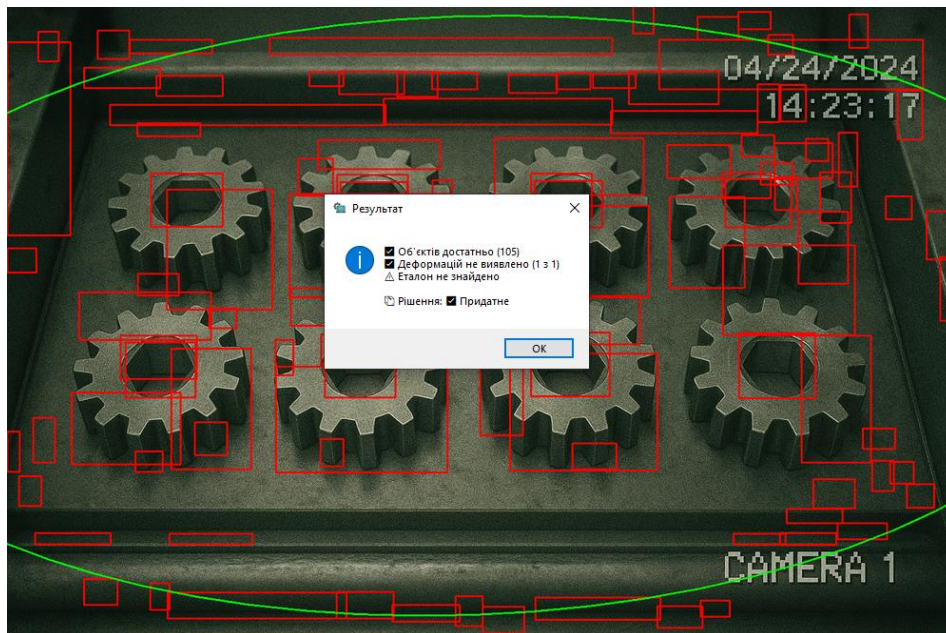 04/24/2024
14:23:17
Результат
☑ Об'єктів достатньо (105)
☑ Деформацій не виявлено (1 з 1)
⚠ Еталон не знайдено
Рішення: ☑ Придатне
OK
CAMERA 1